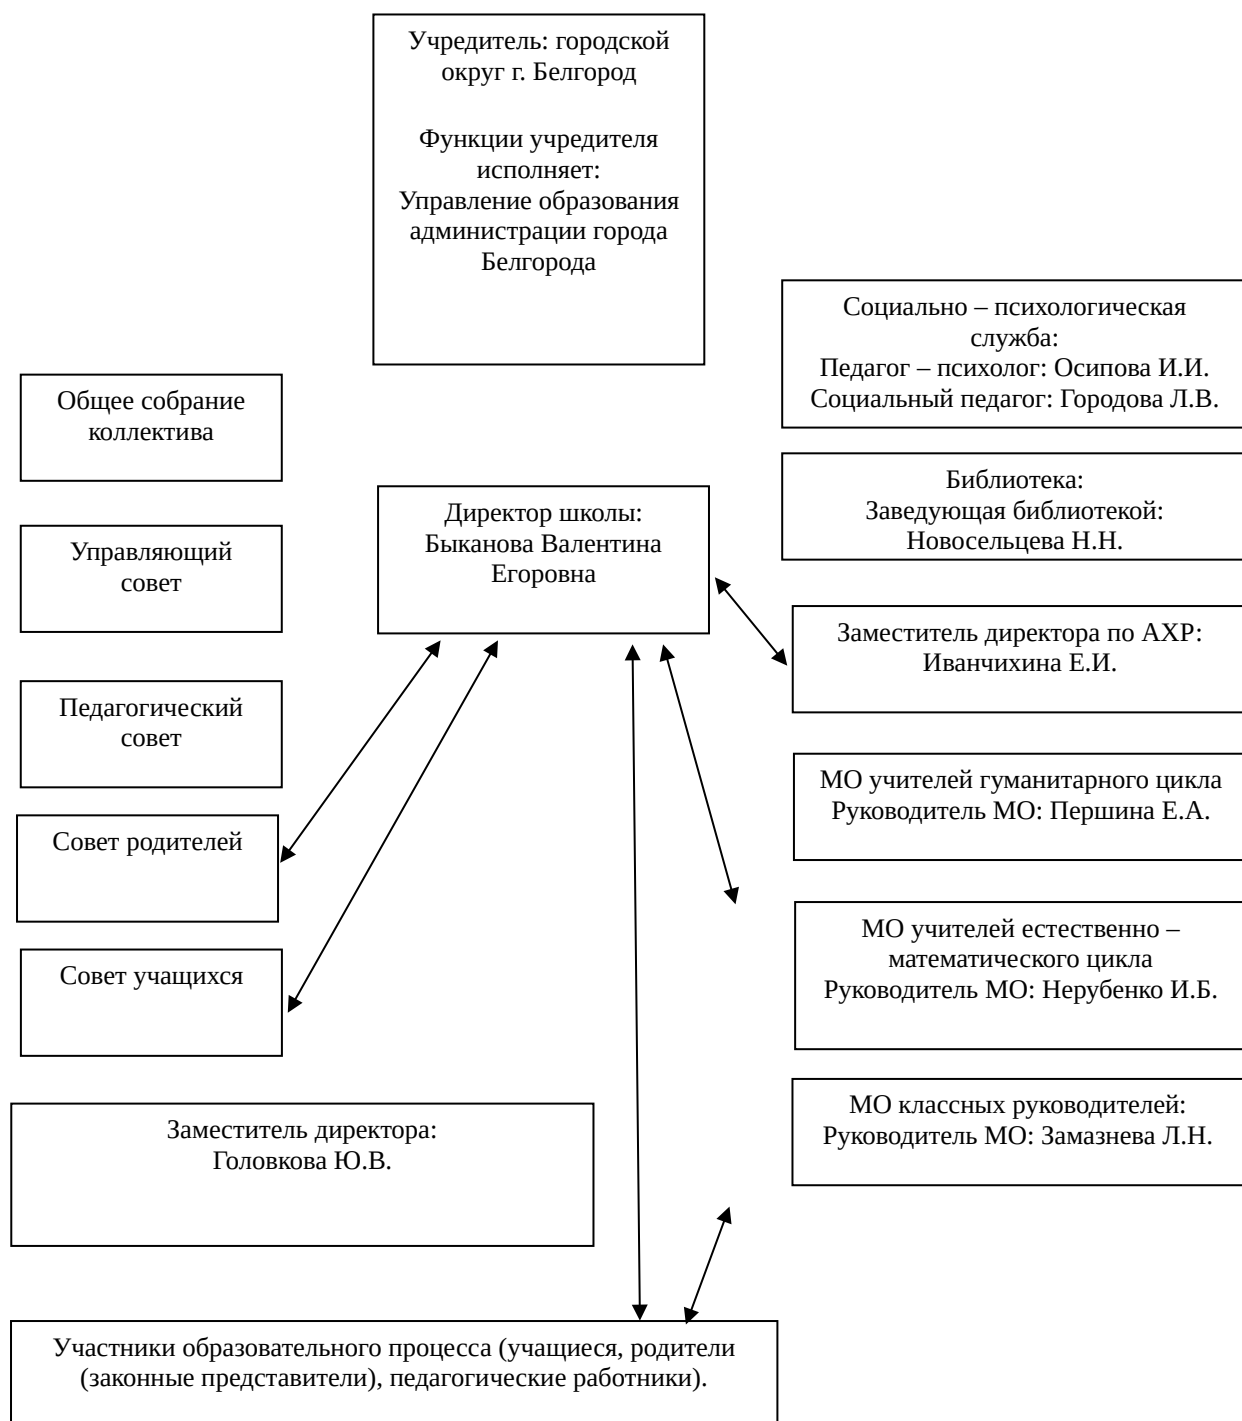 Учредитель: городской
округ г. Белгород
Функции учредителя
исполняет:
Управление образования
администрации города
Белгорода
Социально – психологическая
служба:
Педагог – психолог: Осипова И.И.
Социальный педагог: Городова Л.В.
Общее собрание
коллектива
Библиотека:
Заведующая библиотекой:
Новосельцева Н.Н.
Директор школы:
Быканова Валентина
Егоровна
Управляющий
совет
Заместитель директора по АХР:
Иванчихина Е.И.
Педагогический
совет
МО учителей гуманитарного цикла
Руководитель МО: Першина Е.А.
Совет родителей
МО учителей естественно –
математического цикла
Руководитель МО: Нерубенко И.Б.
Совет учащихся
МО классных руководителей:
Руководитель МО: Замазнева Л.Н.
Заместитель директора:
Головкова Ю.В.
Участники образовательного процесса (учащиеся, родители
(законные представители), педагогические работники).